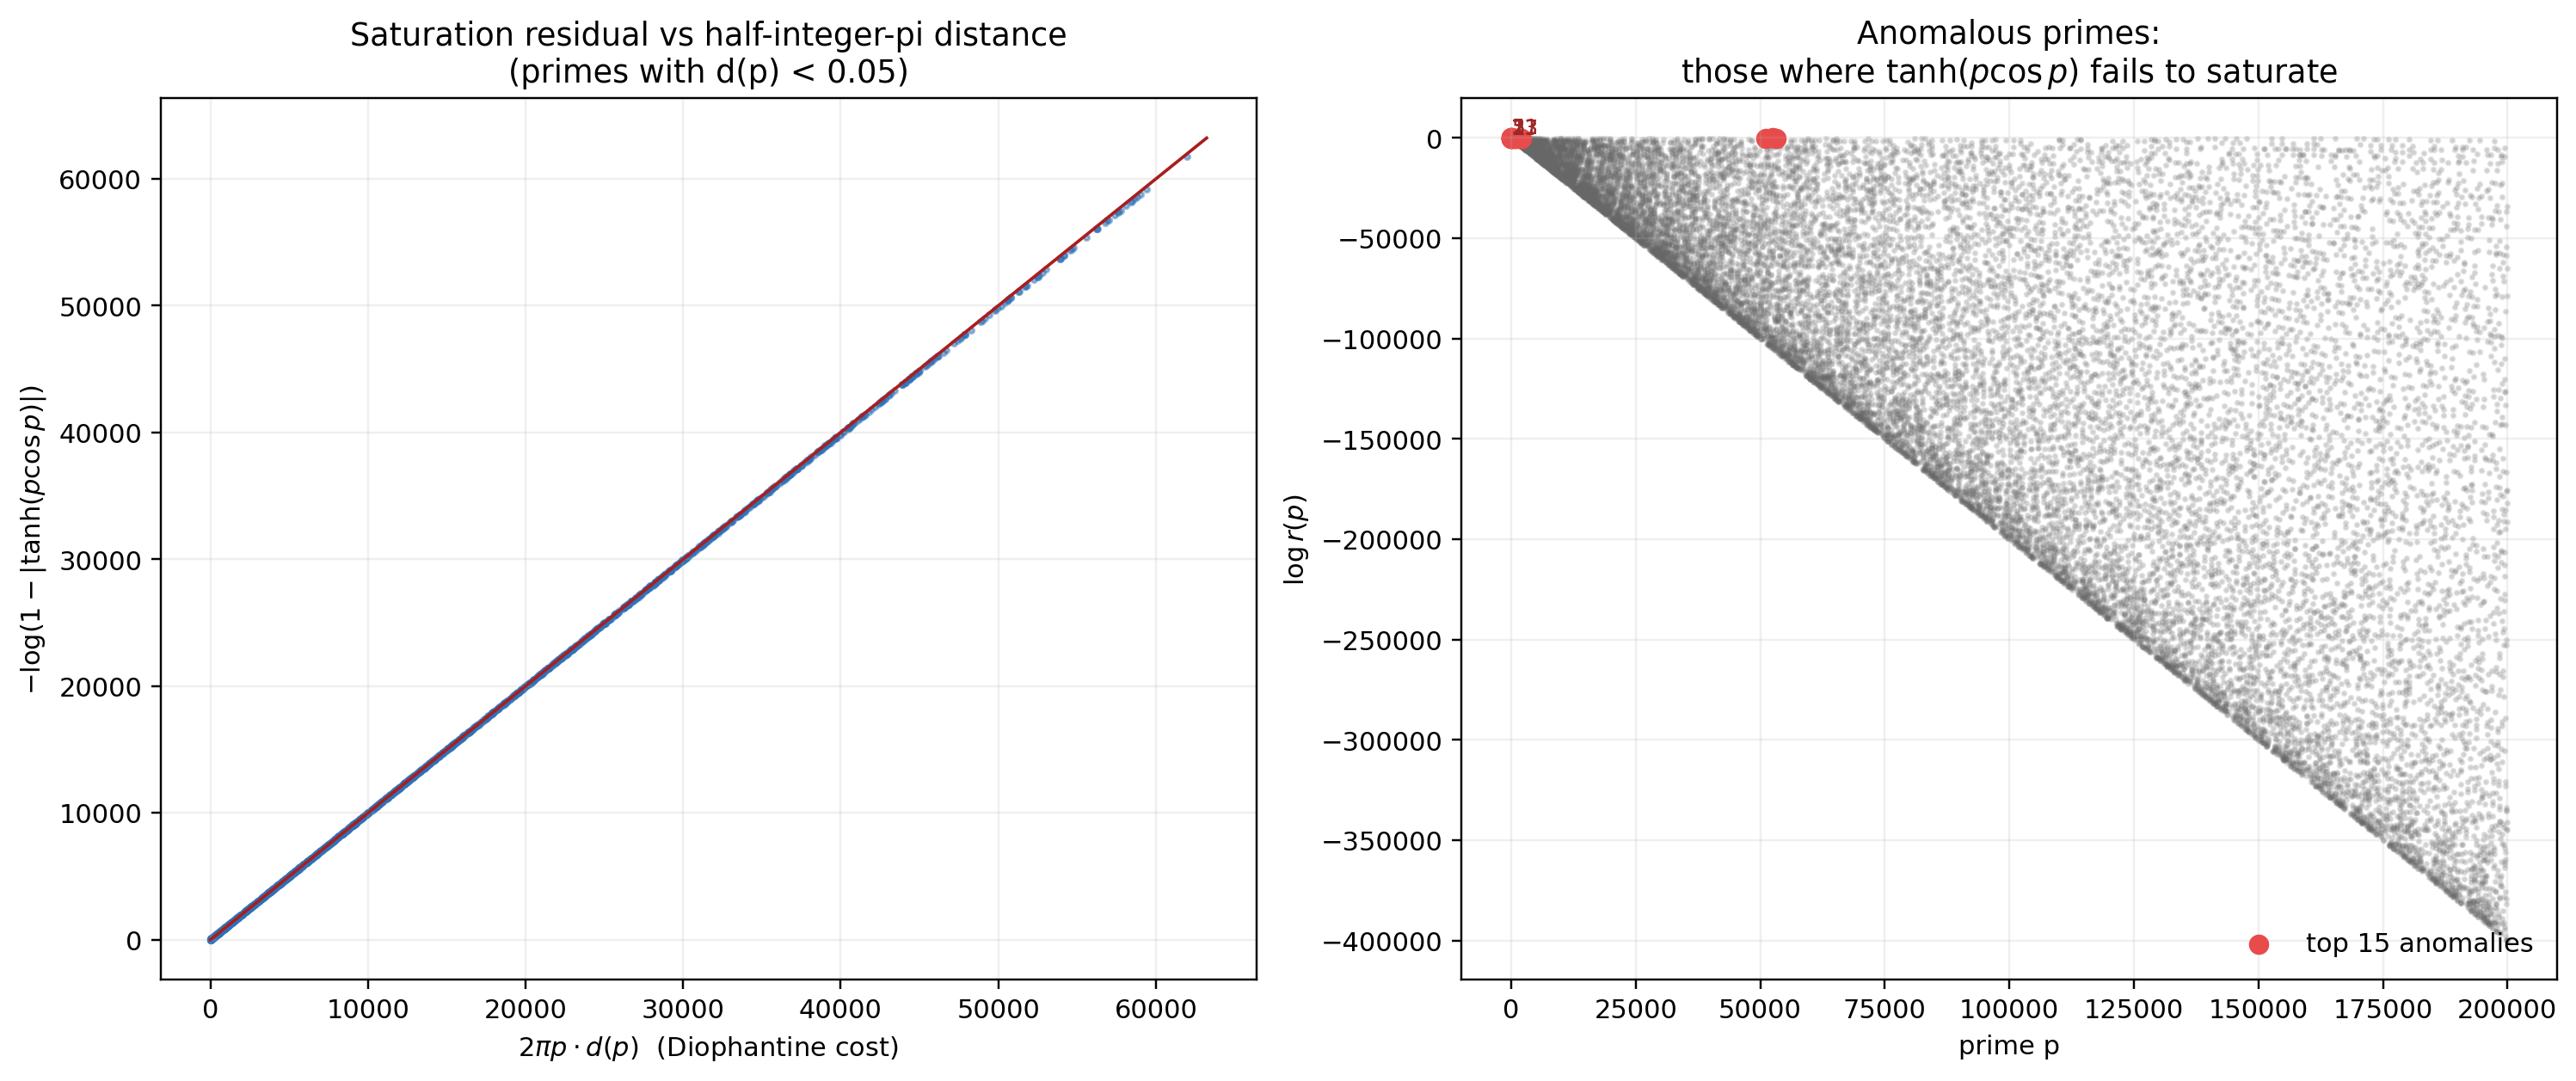 Saturation residual vs half-integer-pi distance
(primes with d(p) < 0.05)
−log(1 − |tanh(p cos p)|)
60000
50000
40000
30000
20000
10000
0
0 10000 20000 30000 40000 50000 60000
2πp · d(p) (Diophantine cost)
Anomalous primes:
those where tanh(p cos p) fails to saturate
log r(p)
0
−50000
−100000
−150000
−200000
−250000
−300000
−350000
−400000
top 15 anomalies
0 25000 50000 75000 100000 125000 150000 175000 200000
prime p